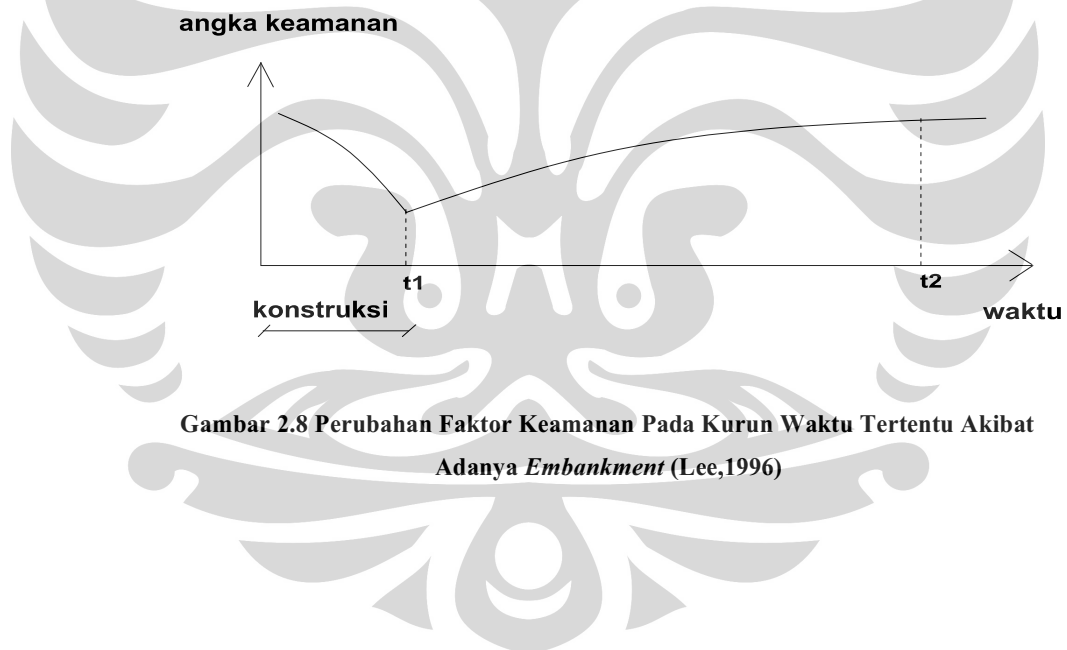 angka keamanan
t1
t2
konstruksi
waktu
Gambar 2.8 Perubahan Faktor Keamanan Pada Kurun Waktu Tertentu Akibat
Adanya Embankment (Lee,1996)